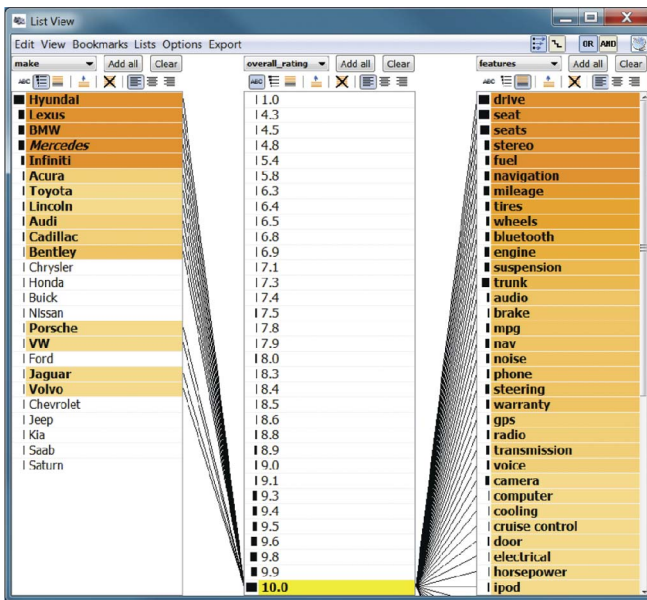 List View
Edit View Bookmarks Lists Options Export
OR AND
make Add all Clear
overall_rating Add all Clear
features Add all Clear
ABC
ABC
ABC
Hyundai
Lexus
BMW
Mercedes
Infiniti
Acura
Toyota
Lincoln
Audi
Cadillac
Bentley
Chrysler
Honda
Buick
Nissan
Porsche
VW
Ford
Jaguar
Volvo
Chevrolet
Jeep
Kia
Saab
Saturn
1.0
4.3
4.5
4.8
5.4
5.8
6.3
6.4
6.5
6.8
6.9
7.1
7.3
7.4
7.5
7.8
7.9
8.0
8.3
8.4
8.5
8.6
8.8
8.9
9.0
9.1
9.3
9.4
9.5
9.6
9.8
9.9
10.0
drive
seat
seats
stereo
fuel
navigation
mileage
tires
wheels
bluetooth
engine
suspension
trunk
audio
brake
mpg
nav
noise
phone
steering
warranty
gps
radio
transmission
voice
camera
computer
cooling
cruise control
door
electrical
horsepower
ipod